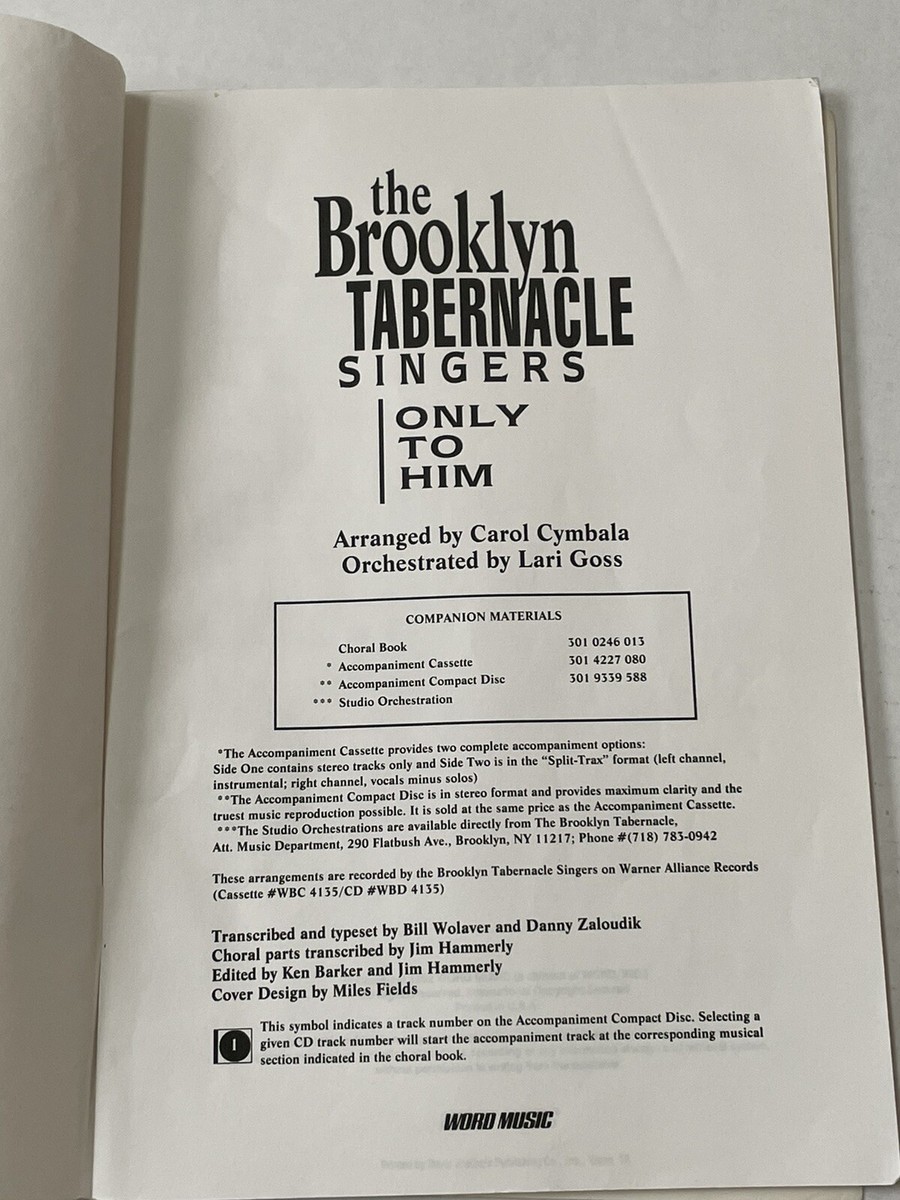 the
Brooklyn
TABERNACLE
SINGERS
ONLY
TO
HIM
Arranged by Carol Cymbala
Orchestrated by Lari Goss
COMPANION MATERIALS
Choral Book 301 0246 013
* Accompaniment Cassette 301 4227 080
** Accompaniment Compact Disc 301 9339 588
*** Studio Orchestration
*The Accompaniment Cassette provides two complete accompaniment options:
Side One contains stereo tracks only and Side Two is in the “Split-Trax” format (left channel,
instrumental; right channel, vocals minus solos)
**The Accompaniment Compact Disc is in stereo format and provides maximum clarity and the
truest music reproduction possible. It is sold at the same price as the Accompaniment Cassette.
***The Studio Orchestrations are available directly from The Brooklyn Tabernacle,
Att. Music Department, 290 Flatbush Ave., Brooklyn, NY 11217; Phone #(718) 783-0942
These arrangements are recorded by the Brooklyn Tabernacle Singers on Warner Alliance Records
(Cassette #WBC 4135/CD #WBD 4135)
Transcribed and typeset by Bill Wolaver and Danny Zaloudik
Choral parts transcribed by Jim Hammerly
Edited by Ken Barker and Jim Hammerly
Cover Design by Miles Fields
1 This symbol indicates a track number on the Accompaniment Compact Disc. Selecting a
given CD track number will start the accompaniment track at the corresponding musical
section indicated in the choral book.
WORD MUSIC